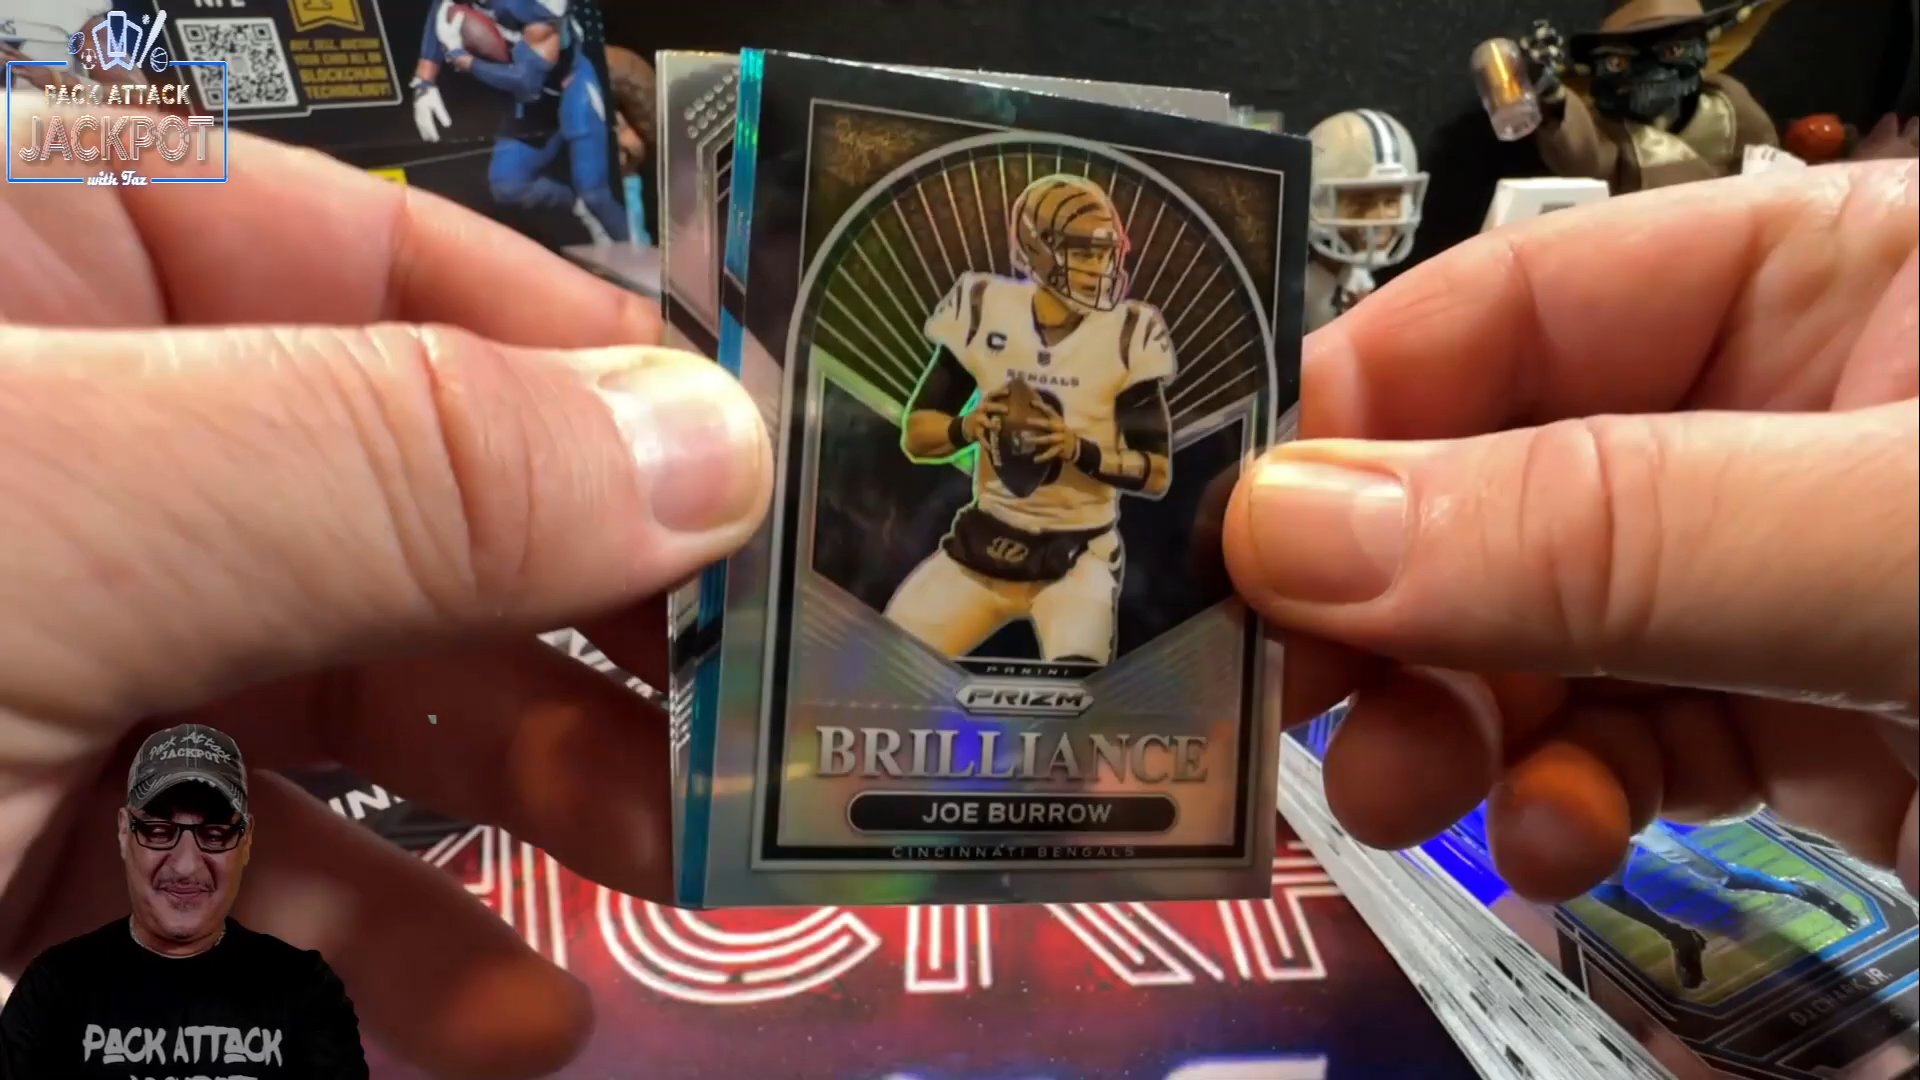 NFL
BUY, SELL, AUCTION
YOUR CARD ALL ON
BLOCKCHAIN
TECHNOLOGY!
PACK ATTACK
JACKPOT
with Taz
C
BENGALS
PANINI
PRIZM
BRILLIANCE
JOE BURROW
CINCINNATI BENGALS
Pack Attack
JACKPOT
PACK ATTACK
DJ CHARK JR.